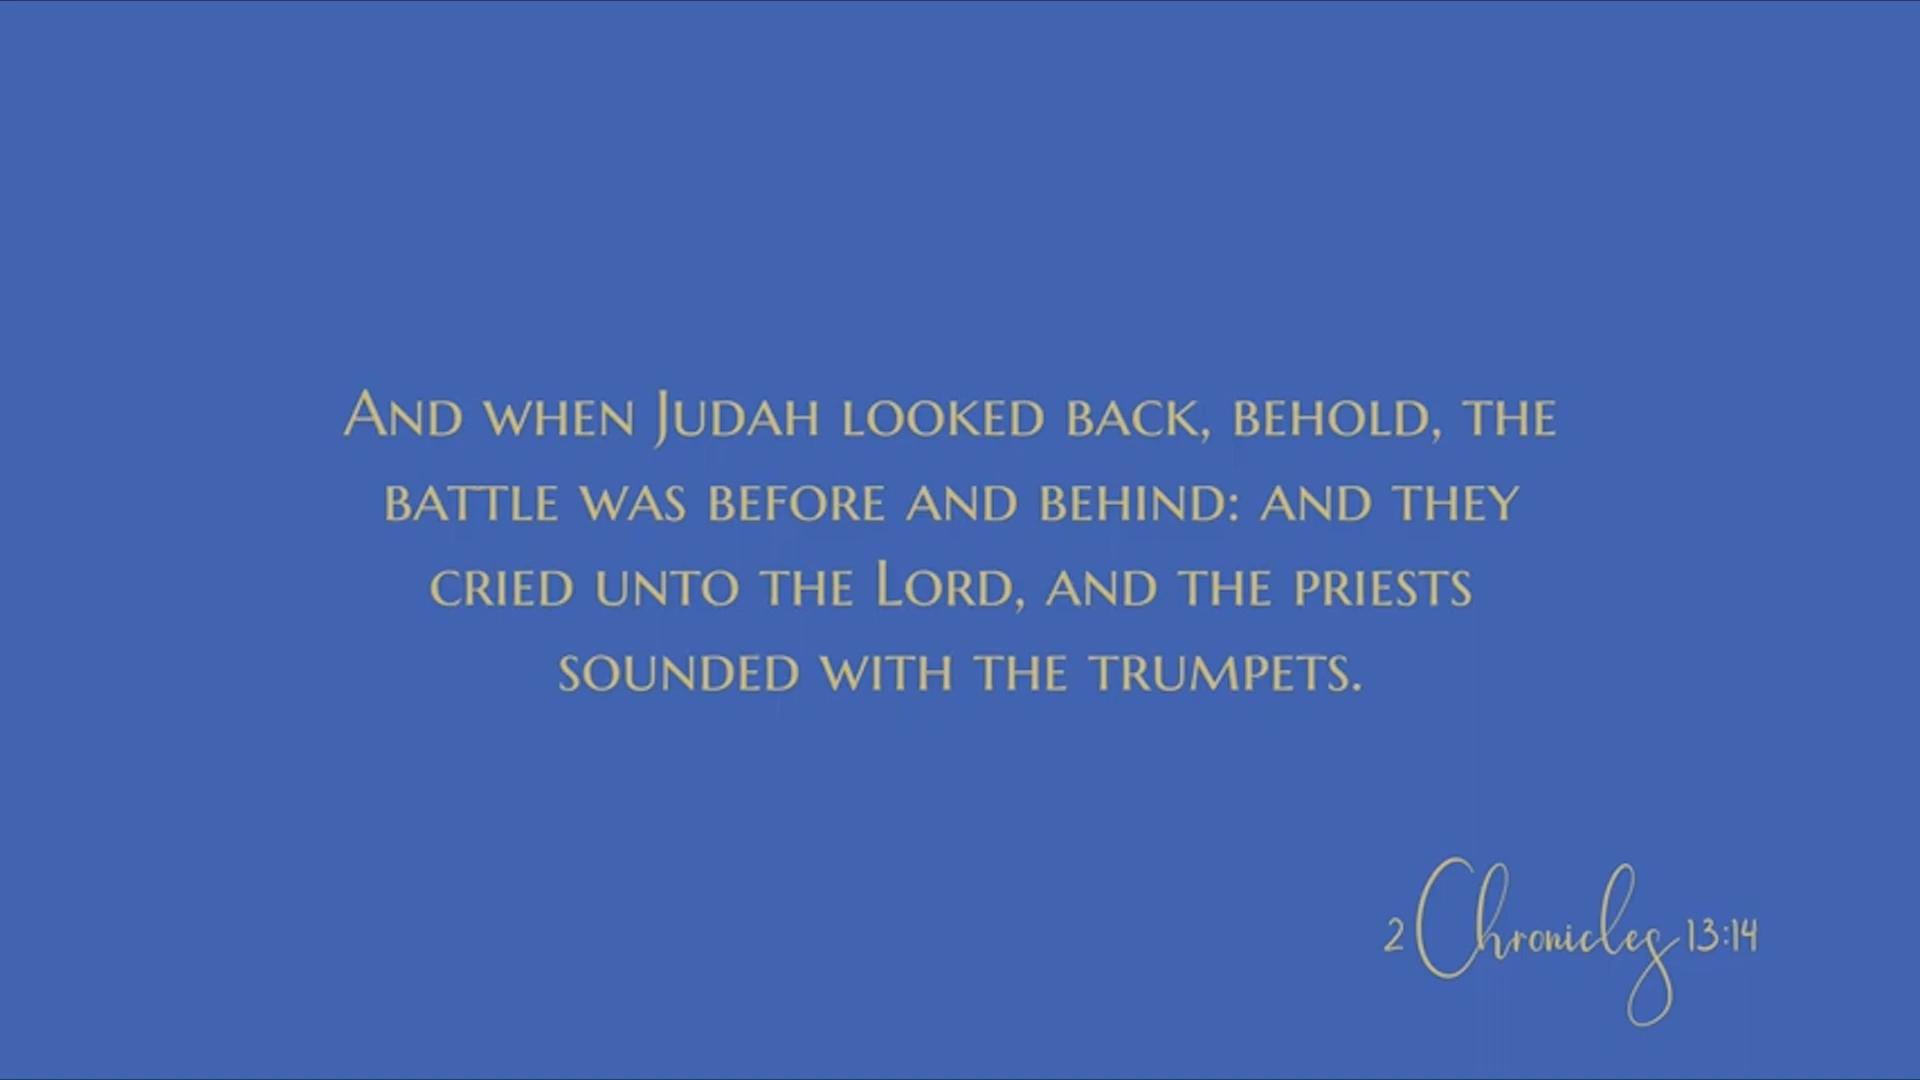 And when Judah looked back, behold, the
battle was before and behind: and they
cried unto the Lord, and the priests
sounded with the trumpets.
2 Chronicles 13:14